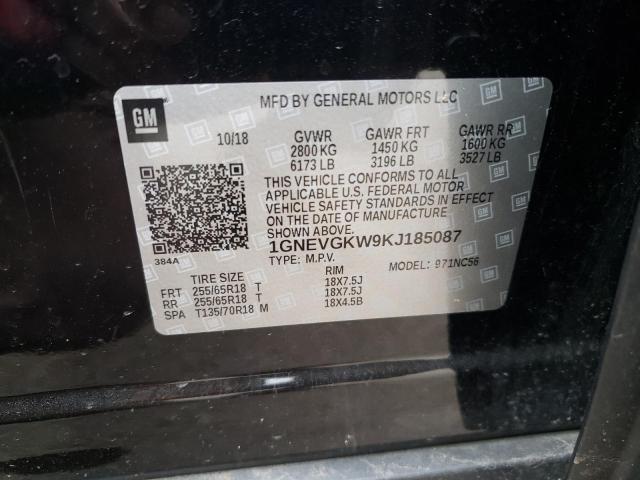 GM
MFD BY GENERAL MOTORS LLC
10/18 GVWR GAWR FRT GAWR RR
2800 KG 1450 KG 1600 KG
6173 LB 3196 LB 3527 LB
THIS VEHICLE CONFORMS TO ALL
APPLICABLE U.S. FEDERAL MOTOR
VEHICLE SAFETY STANDARDS IN EFFECT
ON THE DATE OF MANUFACTURE SHOWN ABOVE.
1GNEVGKW9KJ185087
384A
TYPE: M.P.V. MODEL: 971NC56
TIRE SIZE RIM
FRT 255/65R18 T 18X7.5J
RR 255/65R18 T 18X7.5J
SPA T135/70R18 M 18X4.5B